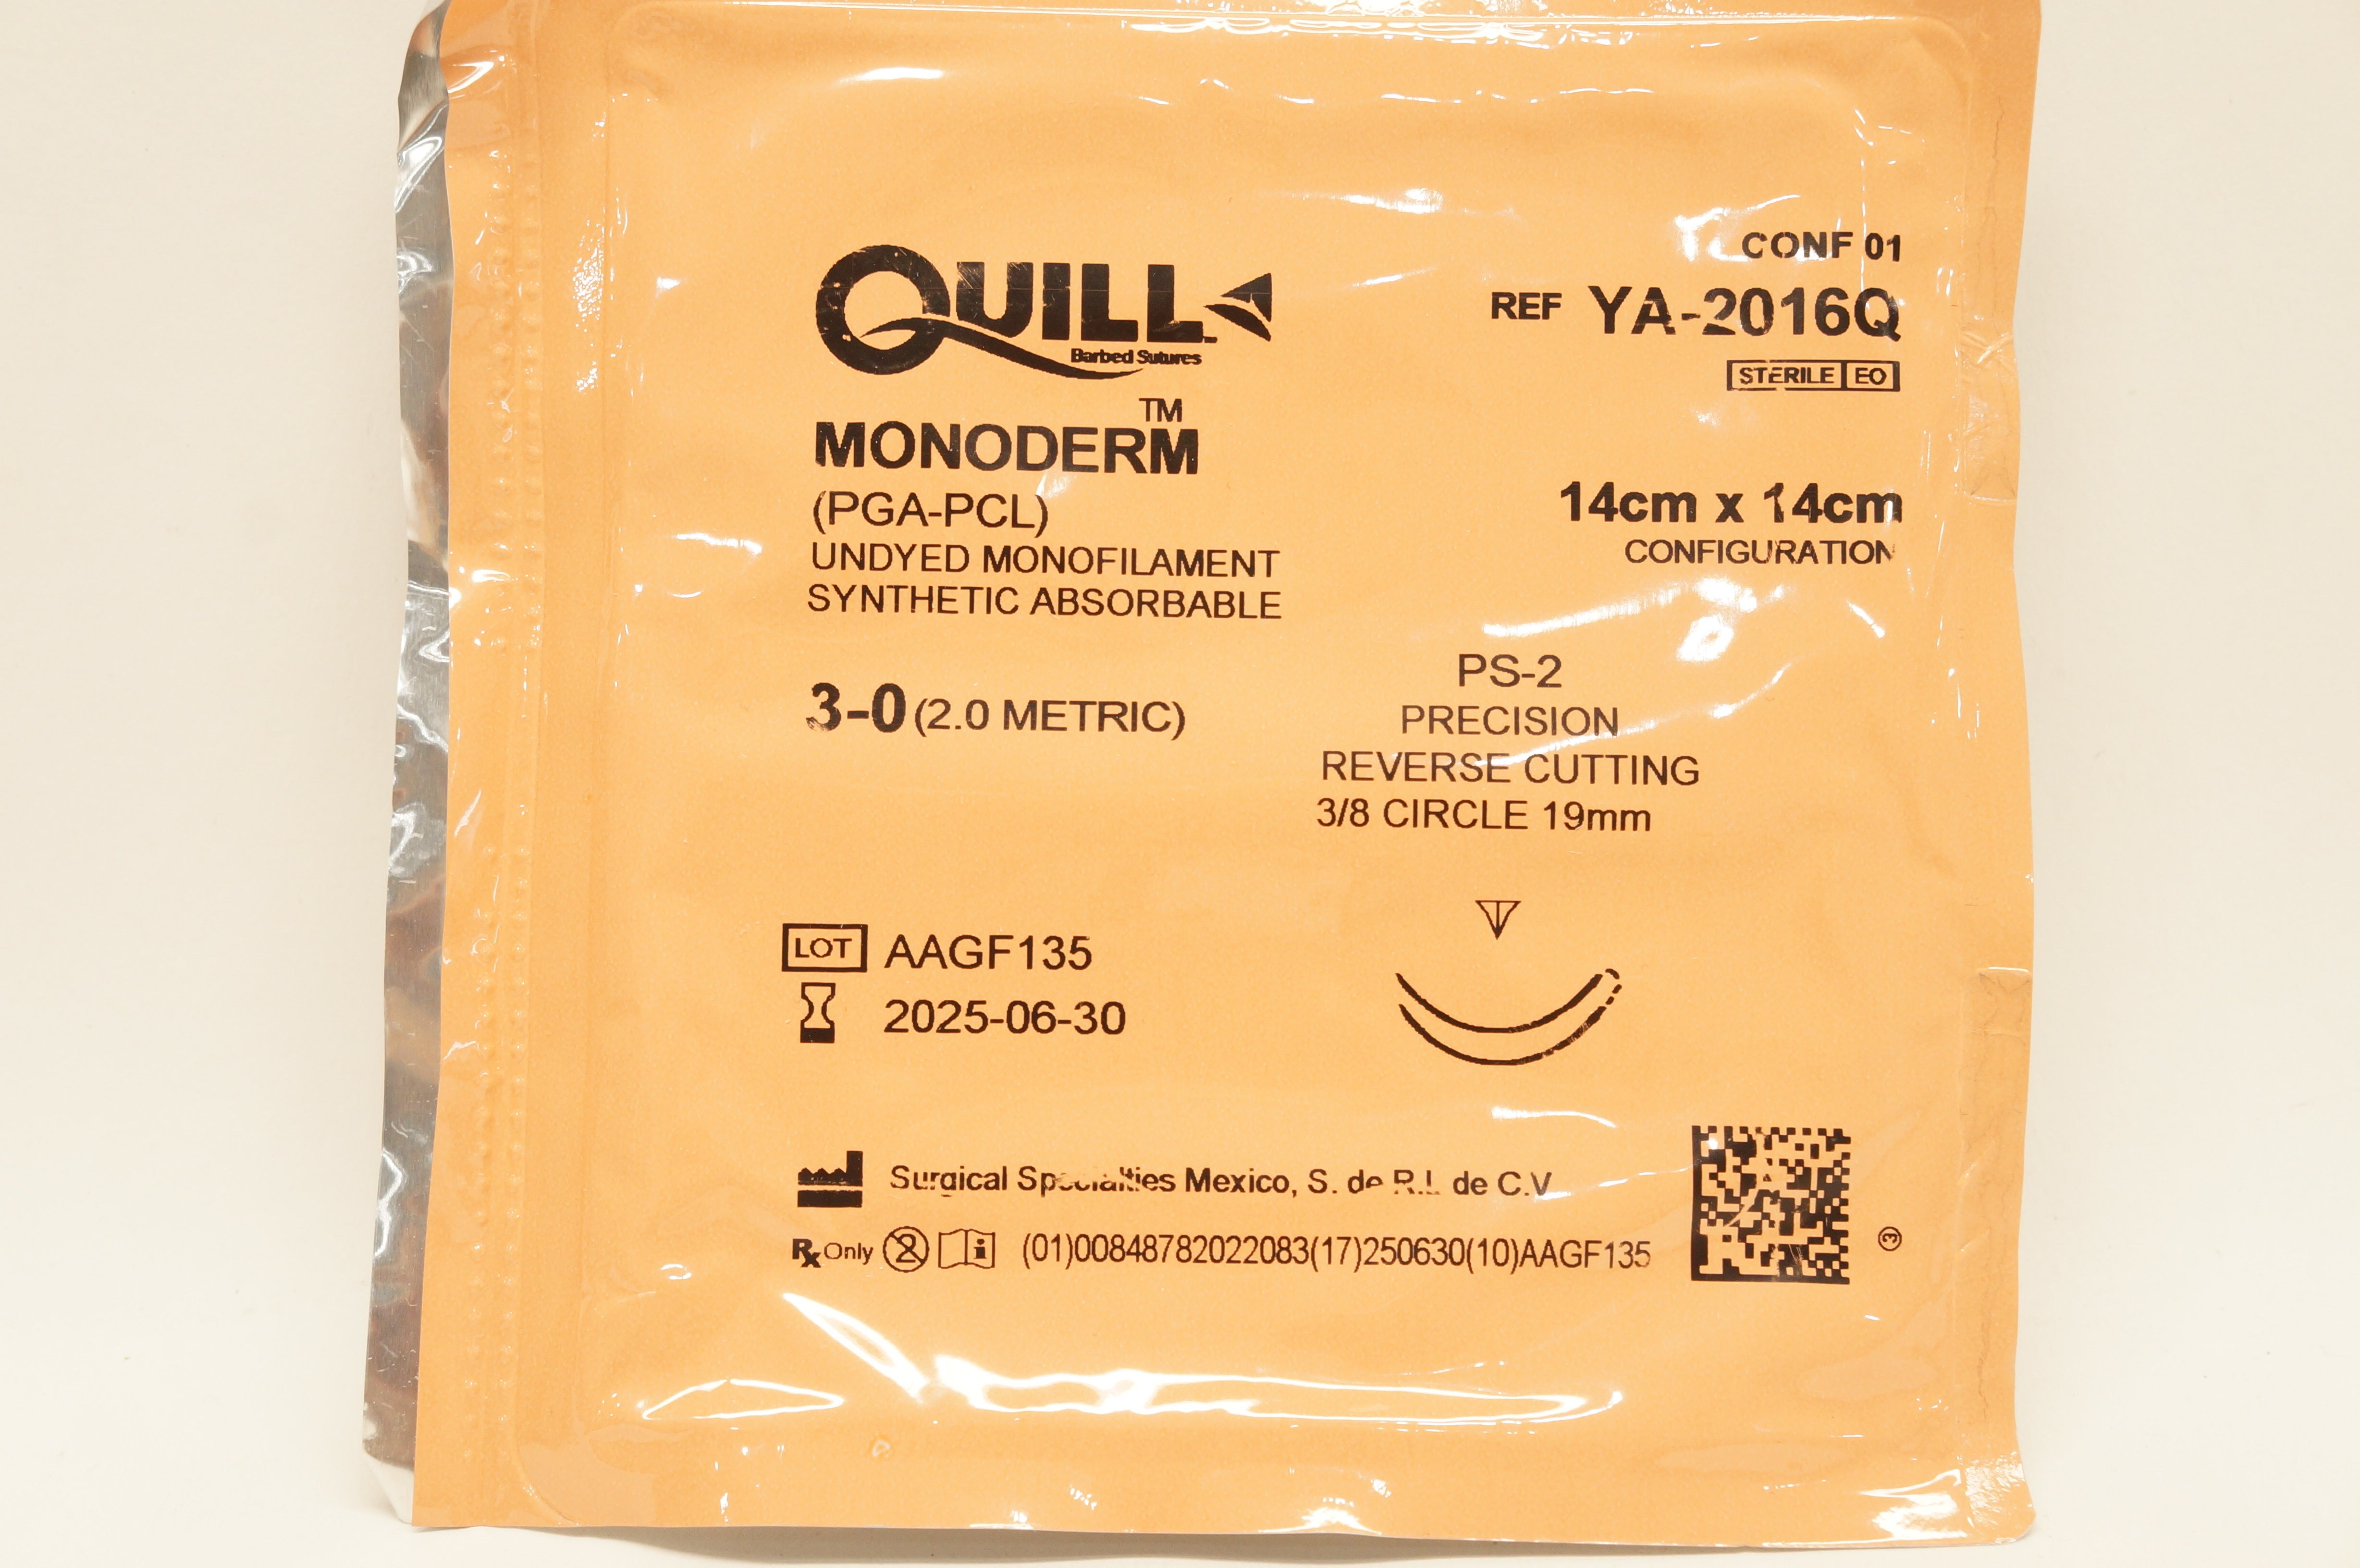 QUILL
Barbed Sutures
MONODERM™
(PGA-PCL)
UNDYED MONOFILAMENT
SYNTHETIC ABSORBABLE
3-0 (2.0 METRIC)
CONF 01
REF YA-2016Q
STERILE EO
14cm x 14cm
CONFIGURATION
PS-2
PRECISION
REVERSE CUTTING
3/8 CIRCLE 19mm
LOT AAGF135
2025-06-30
Surgical Specialties Mexico, S. de R.L de C.V
Rx Only 2 i (01)00848782022083(17)250630(10)AAGF135
3